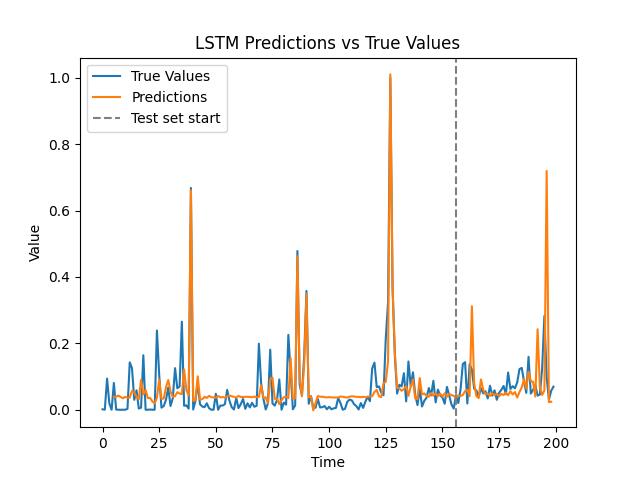 LSTM Predictions vs True Values
True Values
Predictions
Test set start
Value
1.0
0.8
0.6
0.4
0.2
0.0
0 25 50 75 100 125 150 175 200
Time